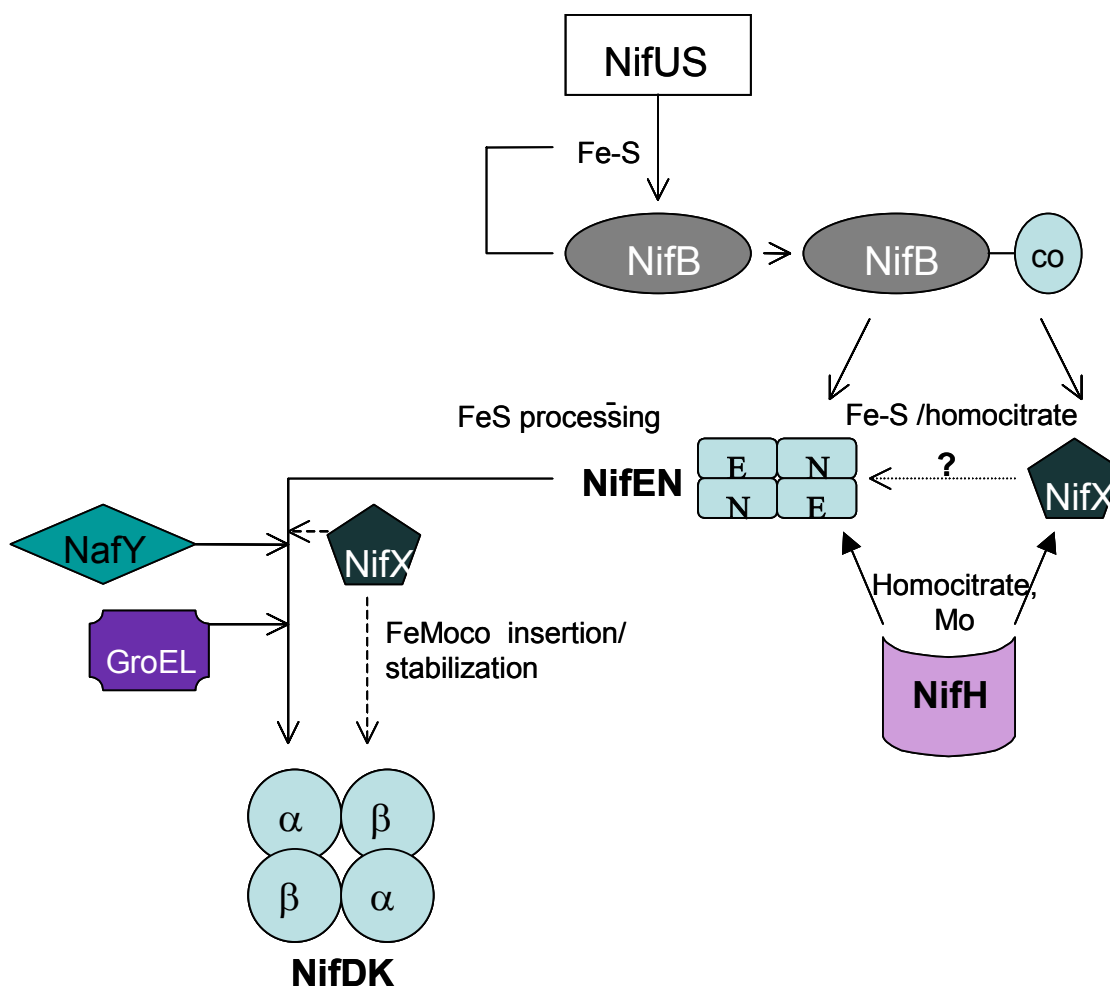 NifUS
Fe-S
NifB
NifB
co
FeS processing
Fe-S /homocitrate
?
NifEN
E N
N E
NifX
NafY
NifX
GroEL
FeMoco insertion/
stabilization
Homocitrate,
Mo
NifH
α β
β α
NifDK